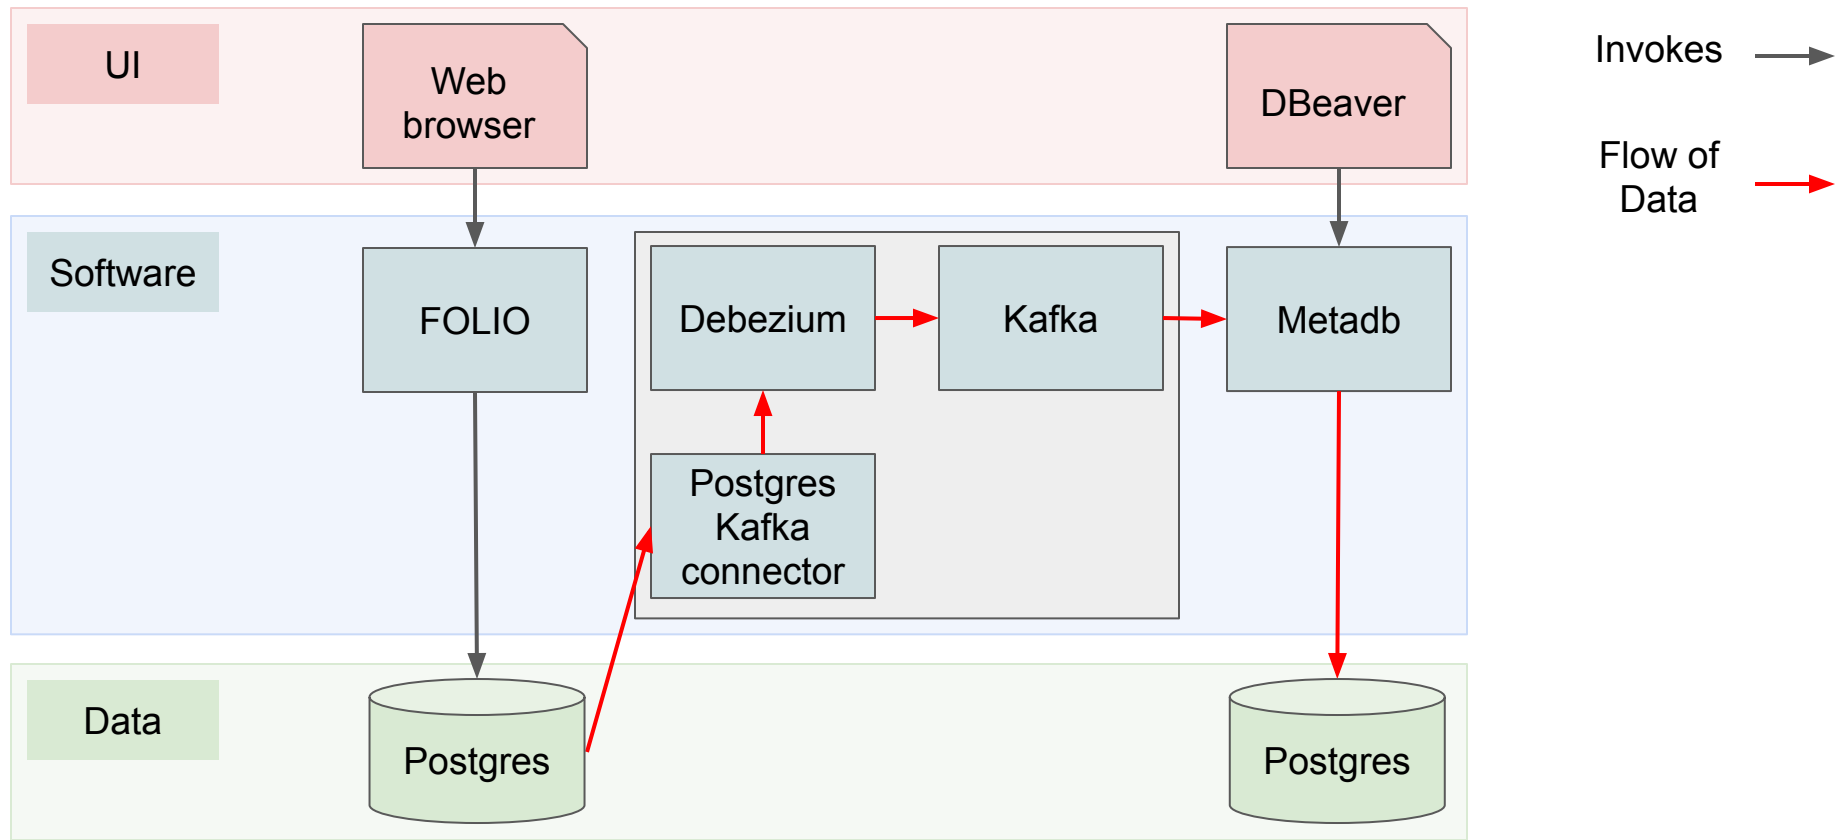 UI
Web
browser
DBeaver
Invokes
Flow of
Data
Software
FOLIO
Debezium
Kafka
Metadb
Postgres
Kafka
connector
Data
Postgres
Postgres